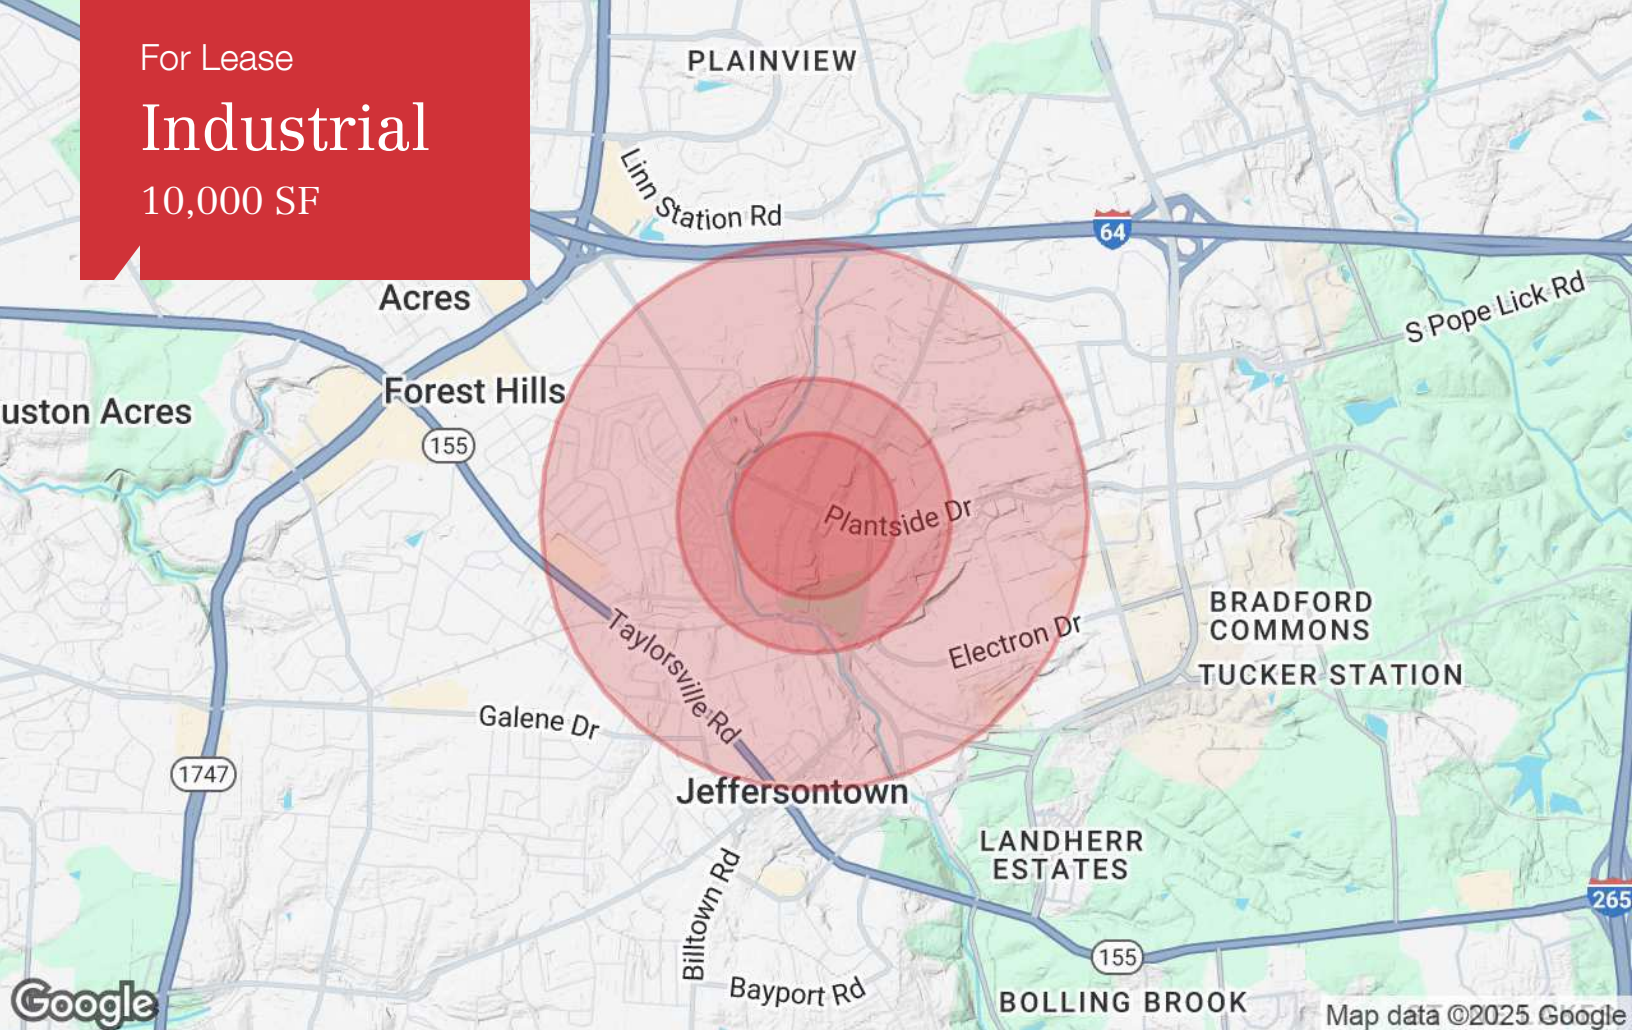 For Lease
Industrial
10,000 SF
PLAINVIEW
Linn Station Rd
64
Acres
S Pope Lick Rd
Forest Hills
uston Acres
155
Plantside Dr
BRADFORD
COMMONS
Electron Dr
TUCKER STATION
Taylorsville Rd
Galene Dr
1747
Jeffersontown
LANDHERR
ESTATES
Billtown Rd
265
155
Bayport Rd
BOLLING BROOK
Google
Map data ©2025 Google